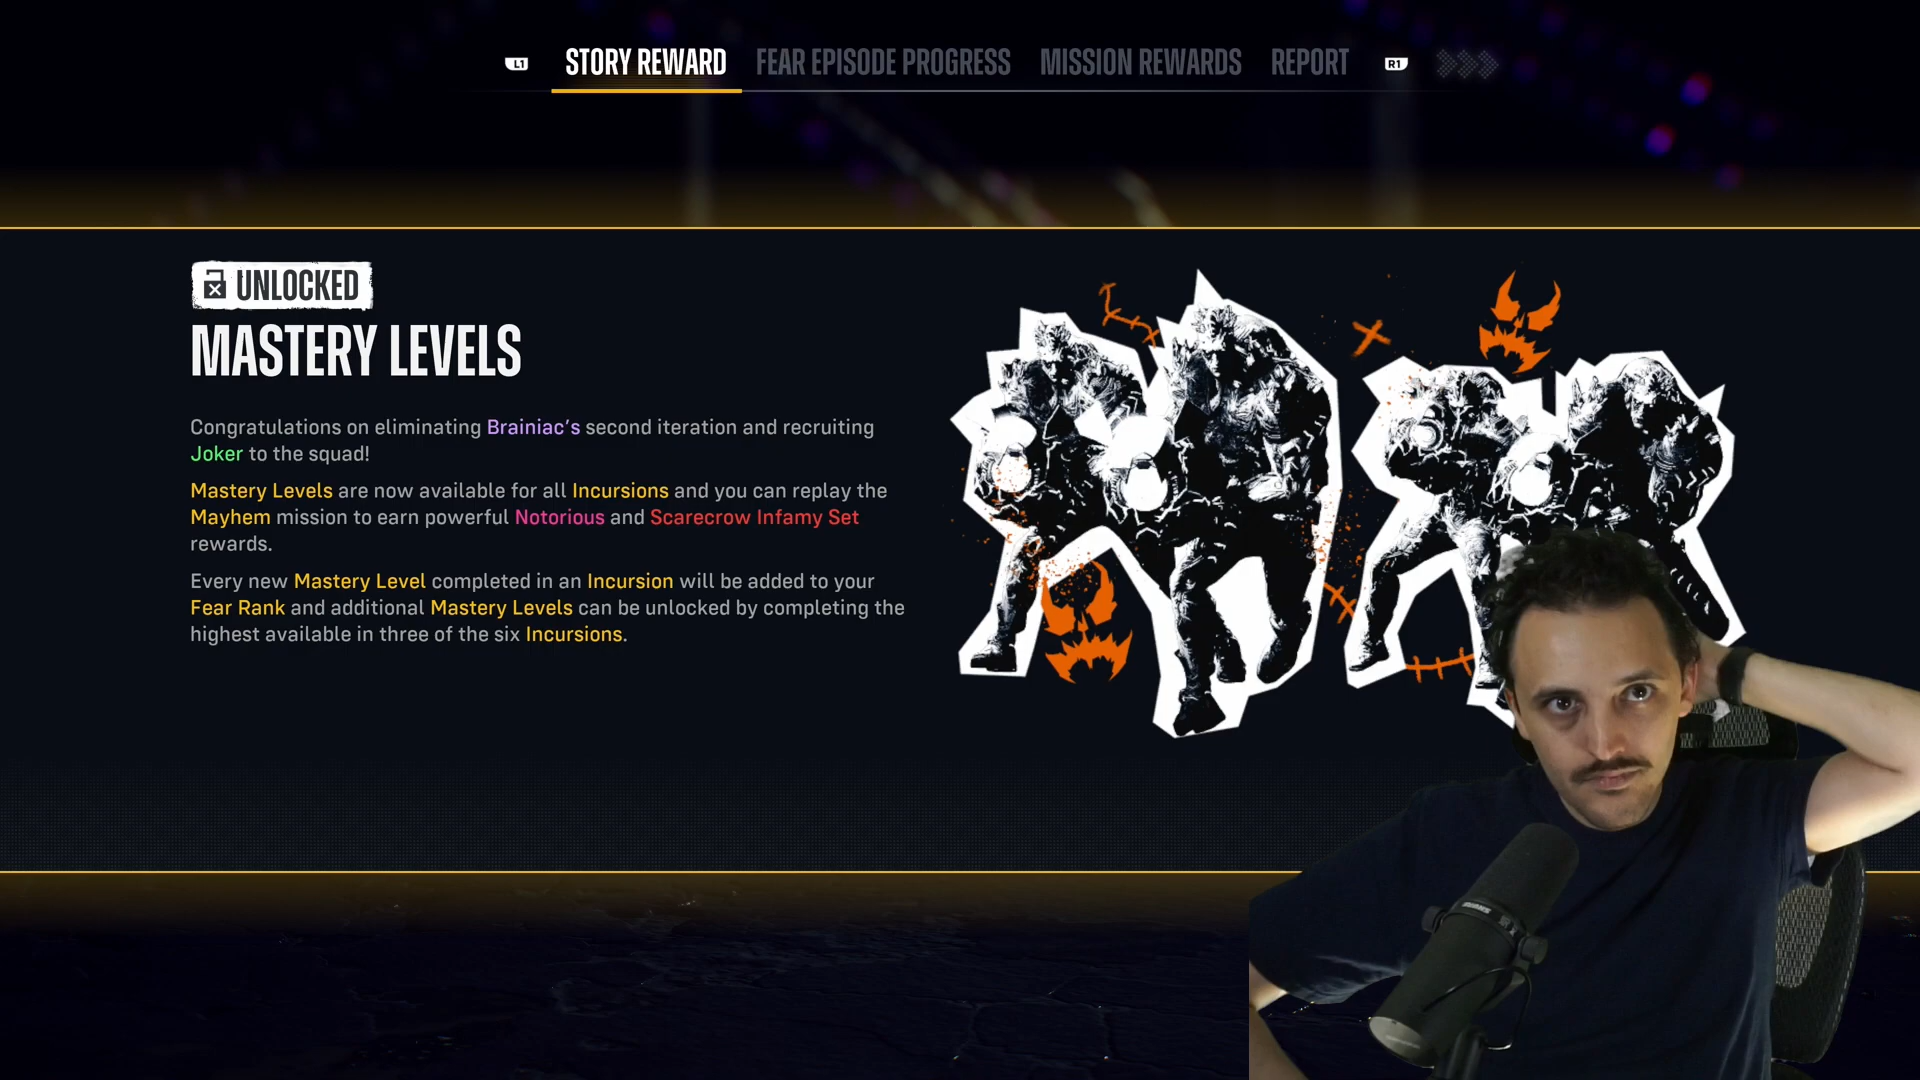 L1 STORY REWARD FEAR EPISODE PROGRESS MISSION REWARDS REPORT R1
UNLOCKED
MASTERY LEVELS
Congratulations on eliminating Brainiac's second iteration and recruiting
Joker to the squad!
Mastery Levels are now available for all Incursions and you can replay the
Mayhem mission to earn powerful Notorious and Scarecrow Infamy Set
rewards.
Every new Mastery Level completed in an Incursion will be added to your
Fear Rank and additional Mastery Levels can be unlocked by completing the
highest available in three of the six Incursions.